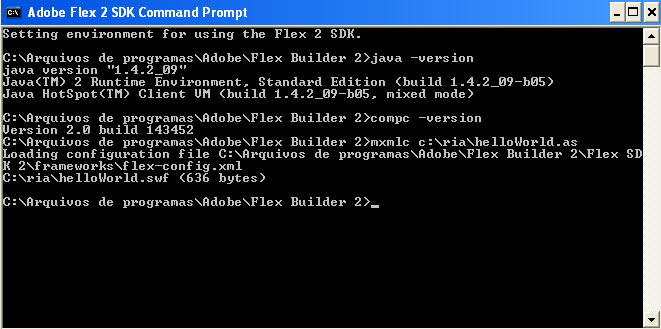 Adobe Flex 2 SDK Command Prompt
Setting environment for using the Flex 2 SDK.
C:\Arquivos de programas\Adobe\Flex Builder 2>java -version
java version "1.4.2_09"
Java(TM) 2 Runtime Environment, Standard Edition (build 1.4.2_09-b05)
Java HotSpot(TM) Client VM (build 1.4.2_09-b05, mixed mode)
C:\Arquivos de programas\Adobe\Flex Builder 2>compc -version
Version 2.0 build 143452
C:\Arquivos de programas\Adobe\Flex Builder 2>mxmlc c:\ria\helloWorld.as
Loading configuration file C:\Arquivos de programas\Adobe\Flex Builder 2\Flex SD
K 2\frameworks\flex-config.xml
C:\ria\helloWorld.swf (636 bytes)
C:\Arquivos de programas\Adobe\Flex Builder 2>_